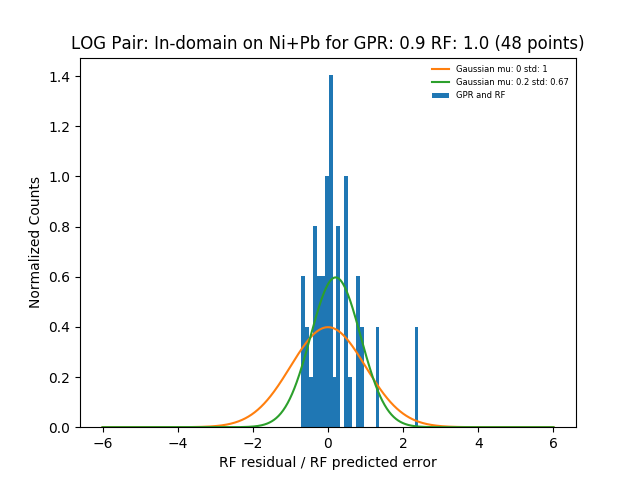 LOG Pair: In-domain on Ni+Pb for GPR: 0.9 RF: 1.0 (48 points)
Gaussian mu: 0 std: 1
Gaussian mu: 0.2 std: 0.67
GPR and RF
Normalized Counts
1.4
1.2
1.0
0.8
0.6
0.4
0.2
0.0
−6 −4 −2 0 2 4 6
RF residual / RF predicted error